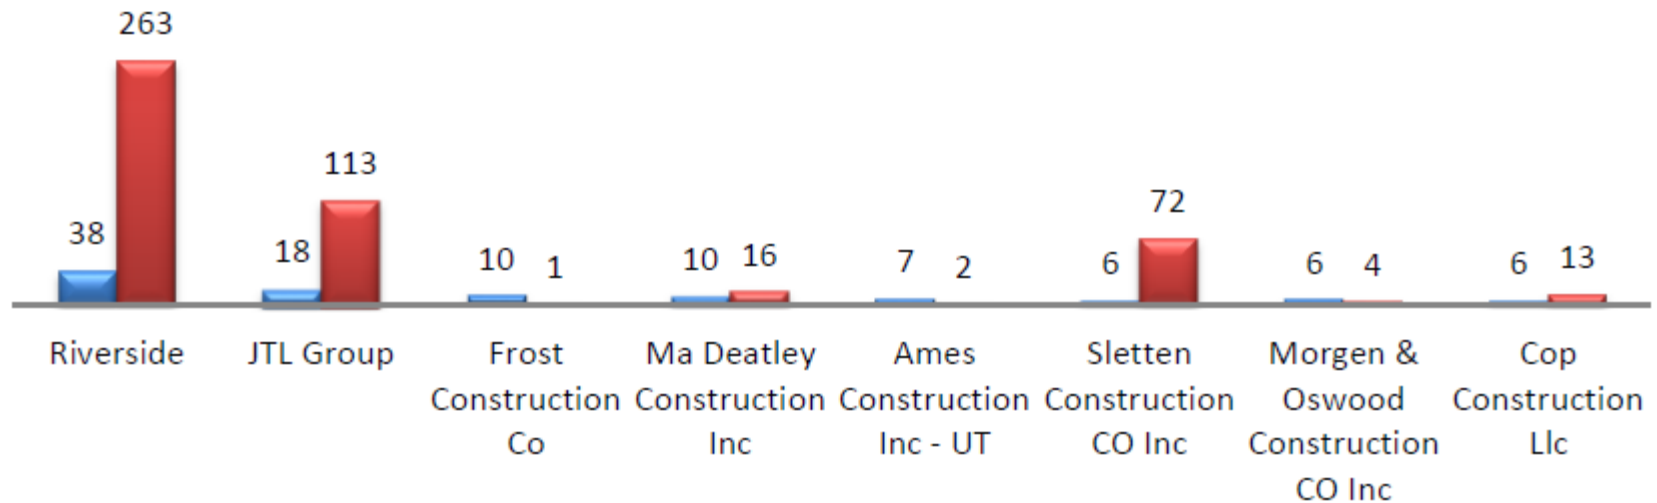 263
113
38
18
10
1
10
16
7
2
6
72
6
4
6
13
Riverside
JTL Group
Frost
Construction
Co
Ma Deatley
Construction
Inc
Ames
Construction
Inc - UT
Sletten
Construction
CO Inc
Morgen &
Oswood
Construction
CO Inc
Cop
Construction
Llc